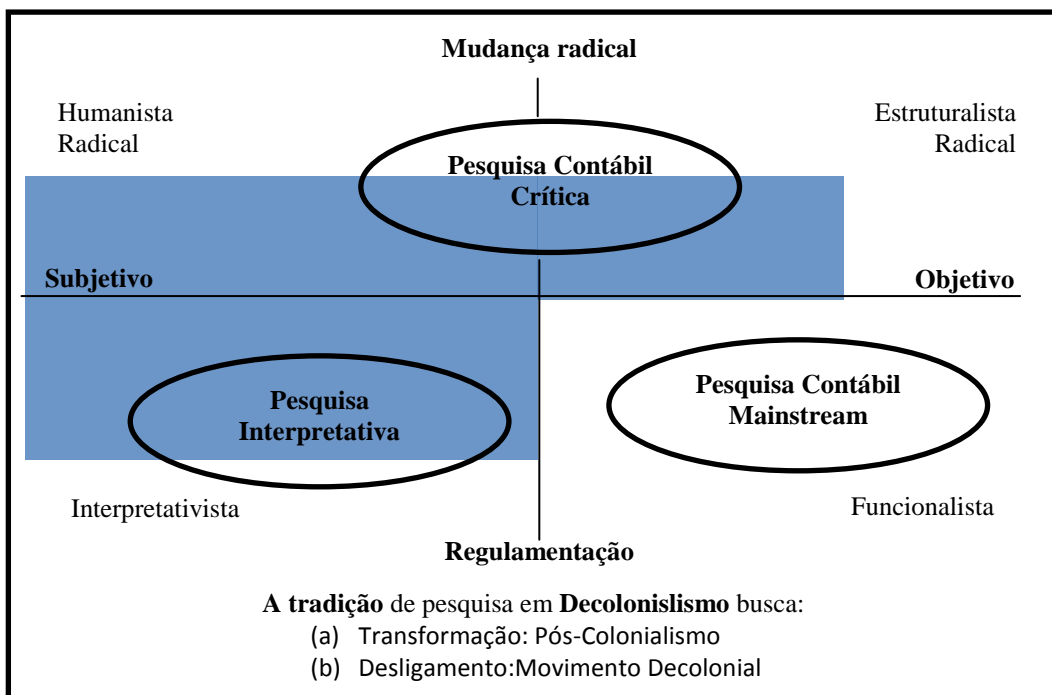 Mudança radical
Humanista
Radical
Estruturalista
Radical
Pesquisa Contábil
Crítica
Subjetivo
Objetivo
Pesquisa
Interpretativa
Pesquisa Contábil
Mainstream
Interpretativista
Funcionalista
Regulamentação
A tradição de pesquisa em Decolonislismo busca:
(a) Transformação: Pós-Colonialismo
(b) Desligamento:Movimento Decolonial